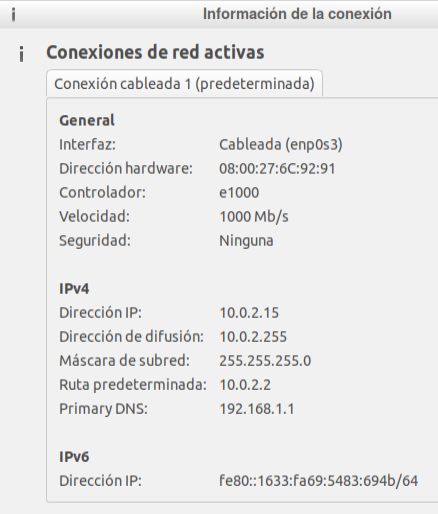 Información de la conexión
Conexiones de red activas
Conexión cableada 1 (predeterminada)
General
Interfaz: Cableada (enp0s3)
Dirección hardware: 08:00:27:6C:92:91
Controlador: e1000
Velocidad: 1000 Mb/s
Seguridad: Ninguna
IPv4
Dirección IP: 10.0.2.15
Dirección de difusión: 10.0.2.255
Máscara de subred: 255.255.255.0
Ruta predeterminada: 10.0.2.2
Primary DNS: 192.168.1.1
IPv6
Dirección IP: fe80::1633:fa69:5483:694b/64